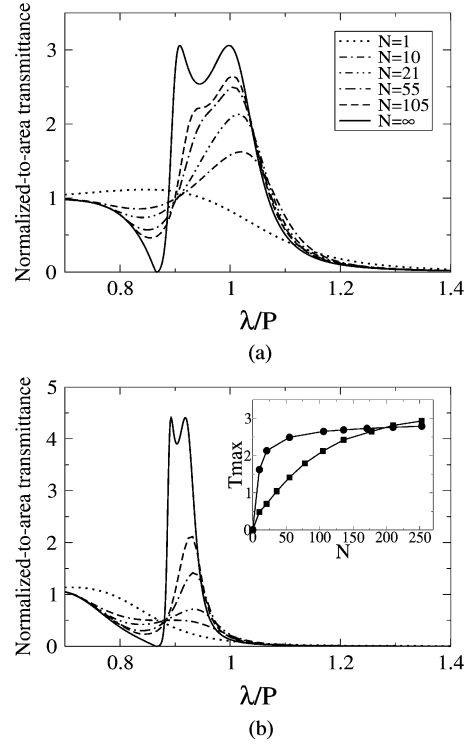 Normalized-to-area transmittance
3
2
1
0
N=1
N=10
N=21
N=55
N=105
N=∞
0.8
1
1.2
1.4
λ/P
(a)
Normalized-to-area transmittance
5
4
3
2
1
0
Tmax
3
2
1
0
0 50 100 150 200 250
N
0.8
1
1.2
1.4
λ/P
(b)